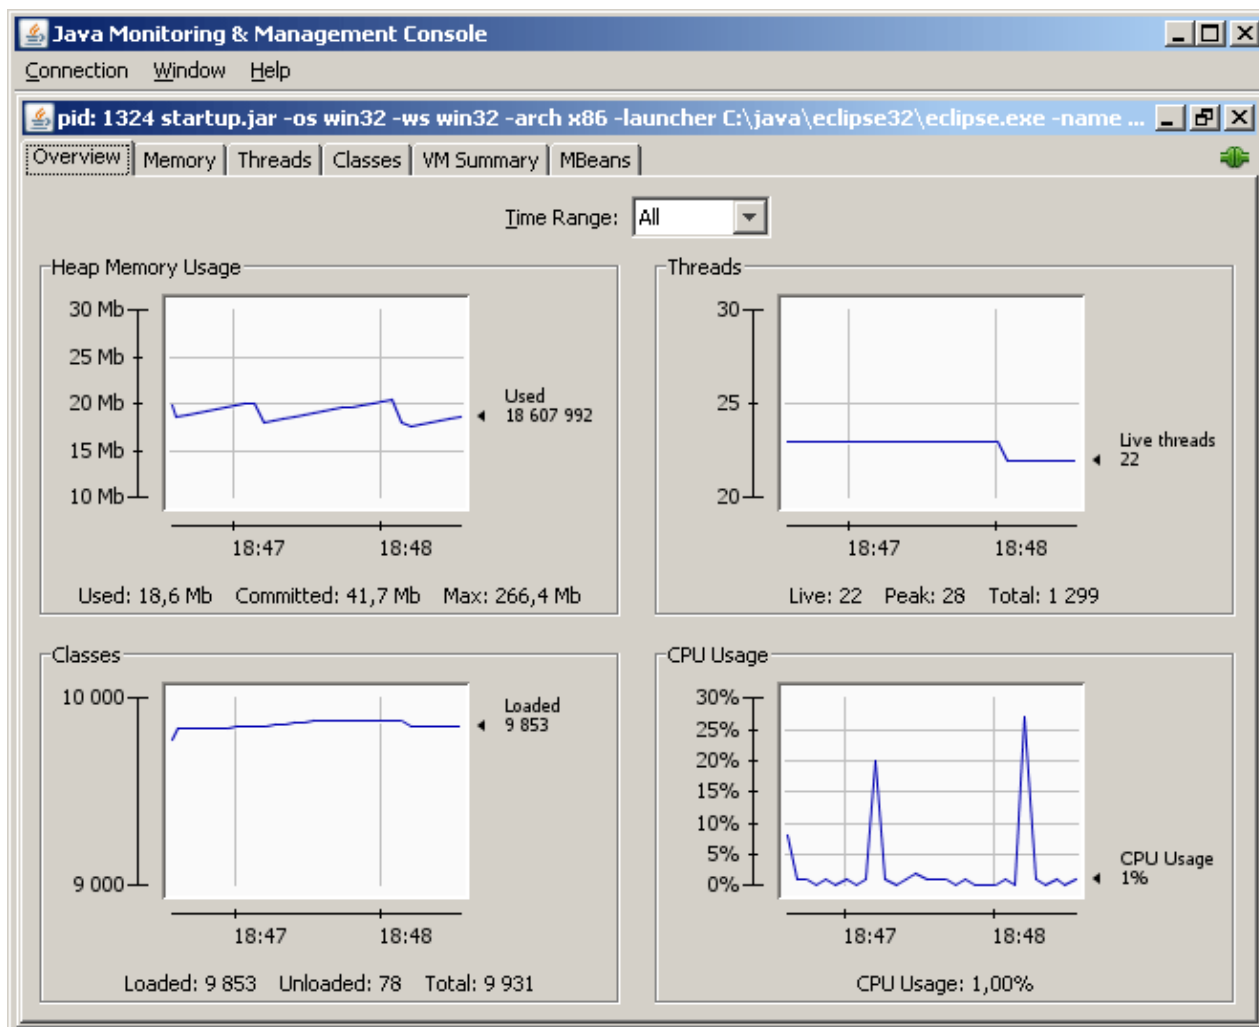 Java Monitoring & Management Console
Connection Window Help
pid: 1324 startup.jar -os win32 -ws win32 -arch x86 -launcher C:\java\eclipse32\eclipse.exe -name ...
Overview Memory Threads Classes VM Summary MBeans
Time Range: All
Heap Memory Usage
30 Mb
25 Mb
20 Mb
15 Mb
10 Mb
Used
18 607 992
18:47 18:48
Used: 18,6 Mb Committed: 41,7 Mb Max: 266,4 Mb
Threads
30
25
20
Live threads
22
18:47 18:48
Live: 22 Peak: 28 Total: 1 299
Classes
10 000
9 000
Loaded
9 853
18:47 18:48
Loaded: 9 853 Unloaded: 78 Total: 9 931
CPU Usage
30%
25%
20%
15%
10%
5%
0%
CPU Usage
1%
18:47 18:48
CPU Usage: 1,00%